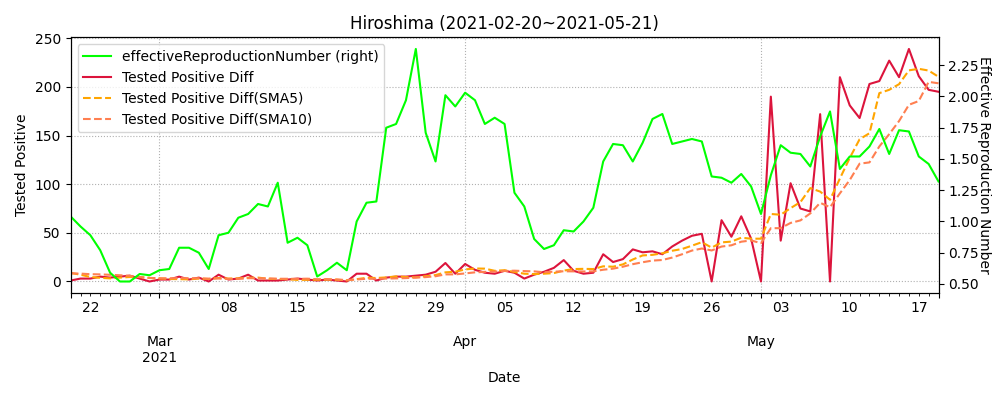 Hiroshima (2021-02-20~2021-05-21)
effectiveReproductionNumber (right)
Tested Positive Diff
Tested Positive Diff(SMA5)
Tested Positive Diff(SMA10)
Tested Positive
250
200
150
100
50
0
Effective Reproduction Number
2.25
2.00
1.75
1.50
1.25
1.00
0.75
0.50
22 08 15 22 29 05 12 19 26 03 10 17
Mar Apr May
2021
Date